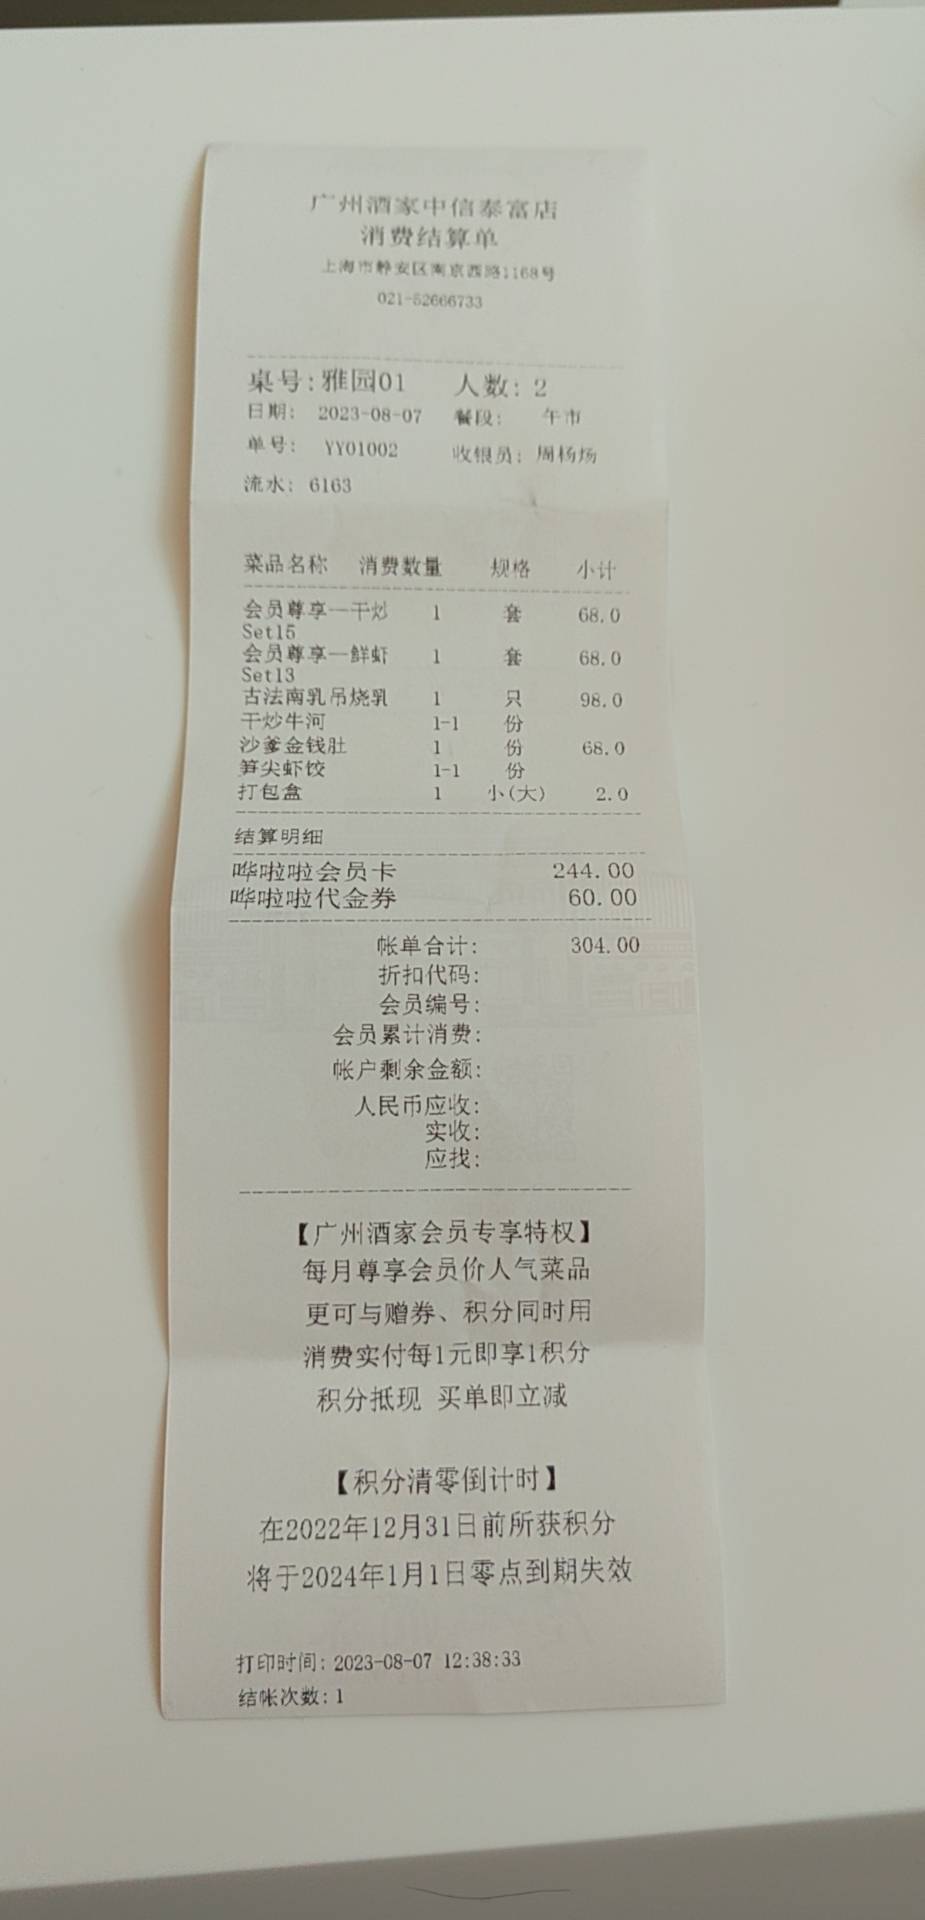 广州酒家中信泰富店
消费结算单
上海市静安区南京西路1168号
021-52666733
桌号:雅园01 人数: 2
日期: 2023-08-07 餐段: 午市
单号: YY01002 收银员: 周杨炀
流水: 6163
菜品名称 消费数量 规格 小计
会员尊享一干炒 1 套 68.0
Set15
会员尊享一鲜虾 1 套 68.0
Set13
古法南乳吊烧乳 1 只 98.0
干炒牛河 1-1 份
沙爹金钱肚 1 份 68.0
笋尖虾饺 1-1 份
打包盒 1 小(大) 2.0
结算明细
哗啦啦会员卡 244.00
哗啦啦代金券 60.00
帐单合计: 304.00
折扣代码:
会员编号:
会员累计消费:
帐户剩余金额:
人民币应收:
实收:
应找:
【广州酒家会员专享特权】
每月尊享会员价人气菜品
更可与赠券、积分同时用
消费实付每1元即享1积分
积分抵现 买单即立减
【积分清零倒计时】
在2022年12月31日前所获积分
将于2024年1月1日零点到期失效
打印时间: 2023-08-07 12:38:33
结帐次数: 1